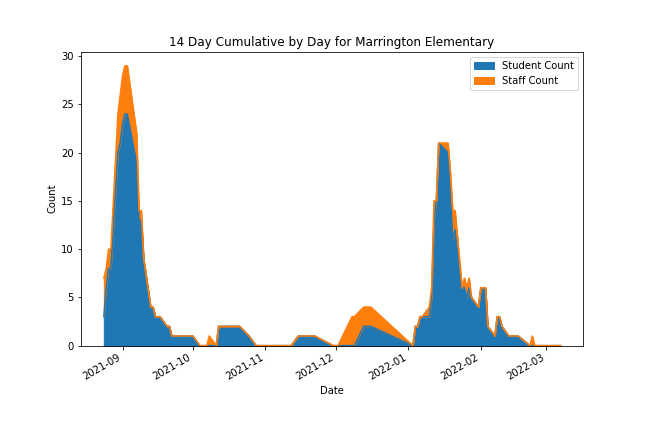 14 Day Cumulative by Day for Marrington Elementary
Student Count
Staff Count
Count
30
25
20
15
10
5
0
2021-09
2021-10
2021-11
2021-12
2022-01
2022-02
2022-03
Date